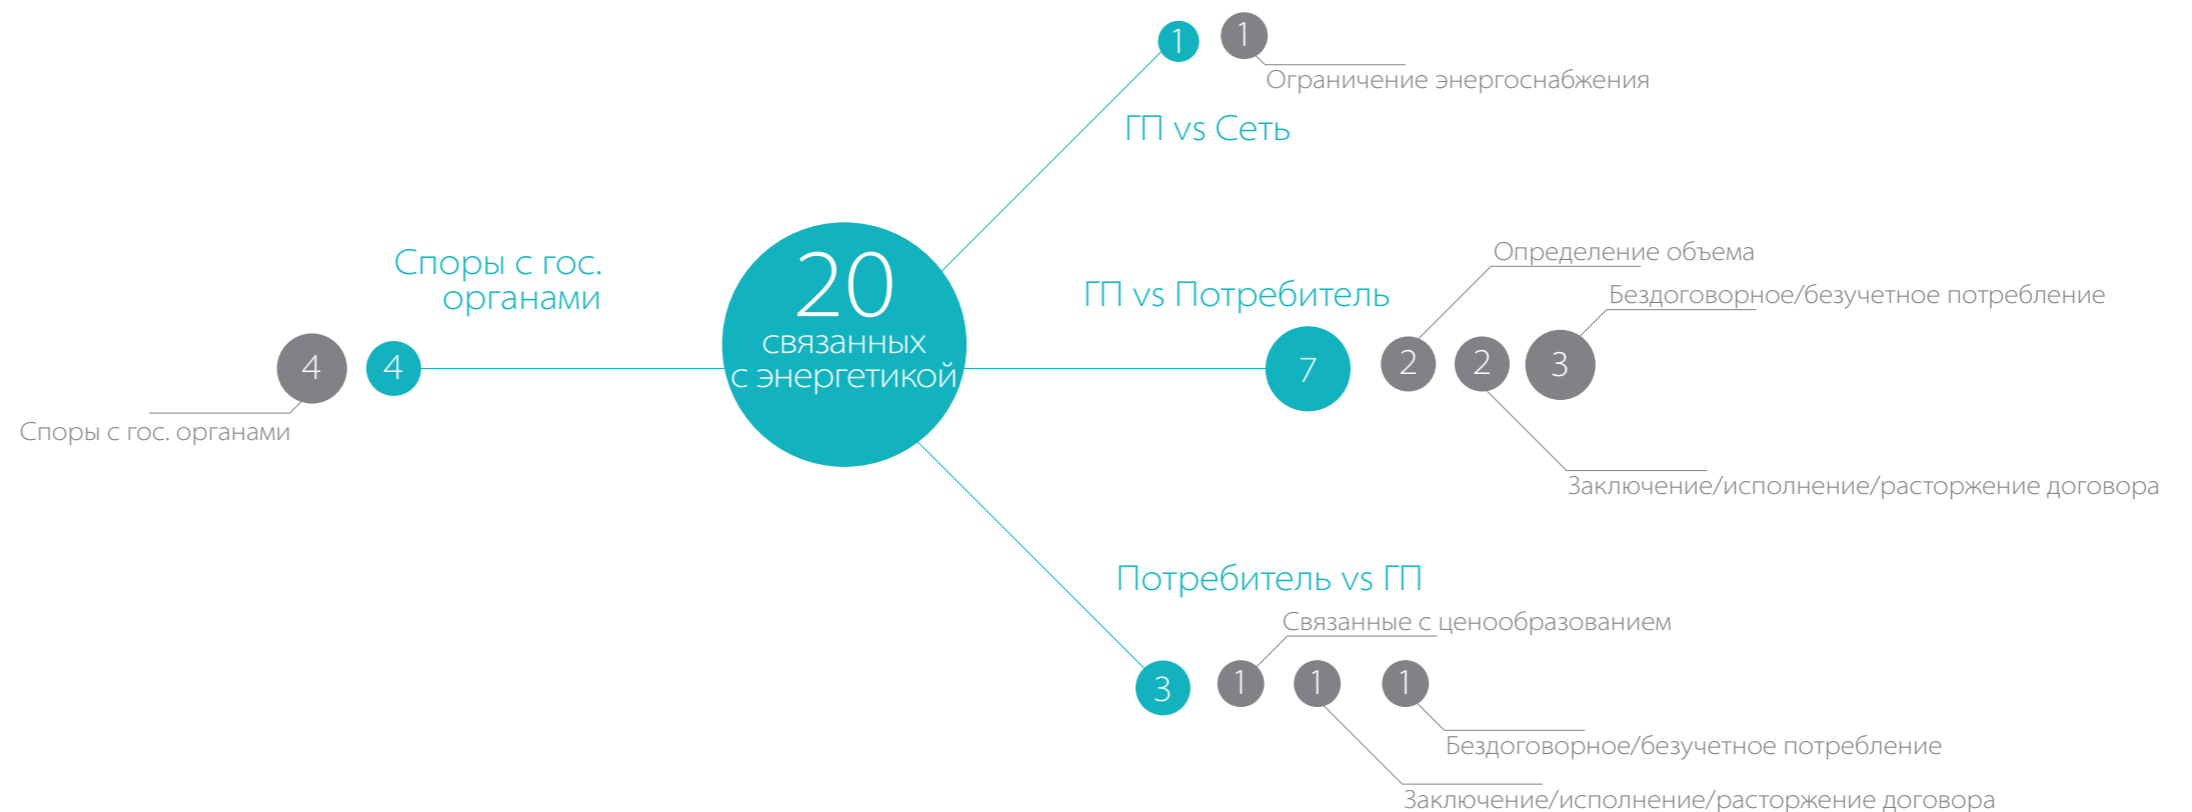 1
1
Ограничение энергоснабжения
ГП vs Сеть
Споры с гос.
органами
4
4
Споры с гос. органами
20
связанных
с энергетикой
ГП vs Потребитель
7
2
2
3
Определение объема
Бездоговорное/безучетное потребление
Заключение/исполнение/расторжение договора
Потребитель vs ГП
Связанные с ценообразованием
3
1
1
1
Бездоговорное/безучетное потребление
Заключение/исполнение/расторжение договора